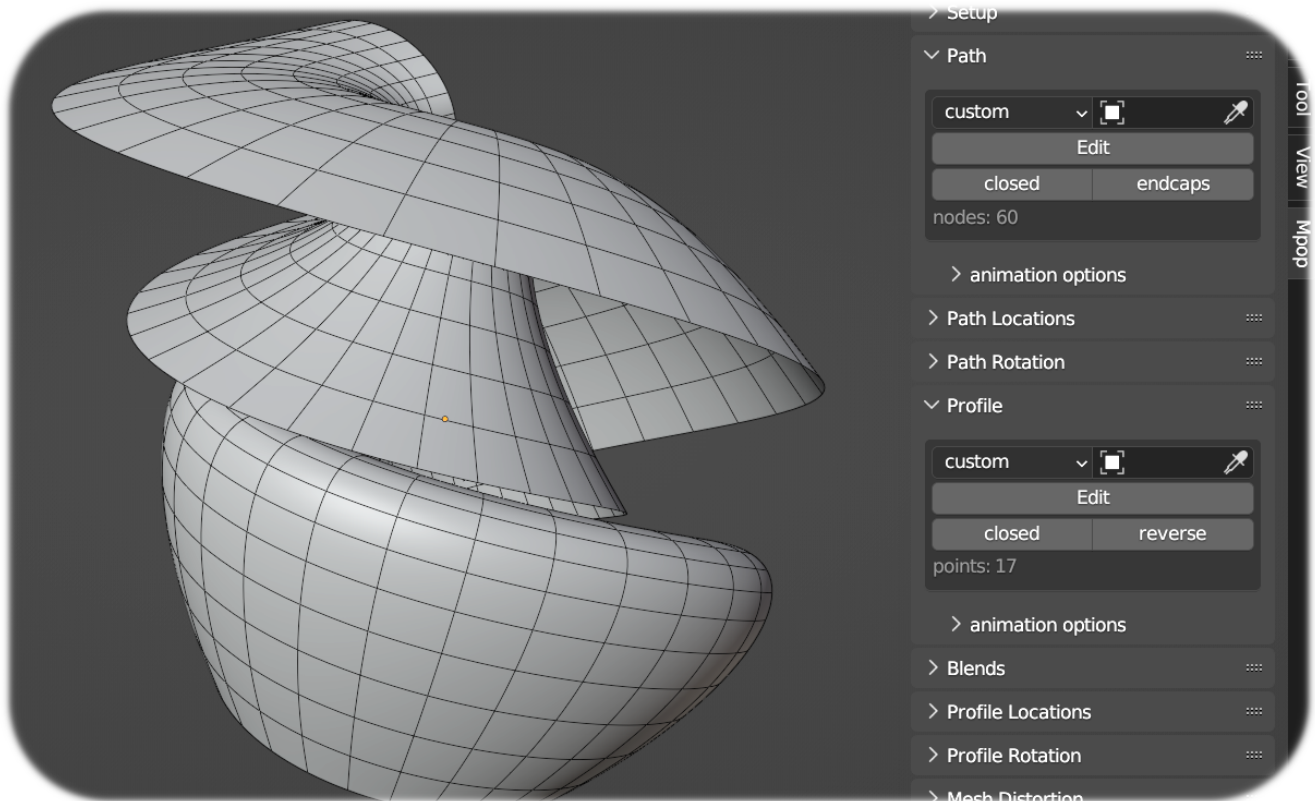 Setup
Path
custom
Edit
closed endcaps
nodes: 60
animation options
Path Locations
Path Rotation
Profile
custom
Edit
closed reverse
points: 17
animation options
Blends
Profile Locations
Profile Rotation
Mesh Distortion
Tool
View
Mpop